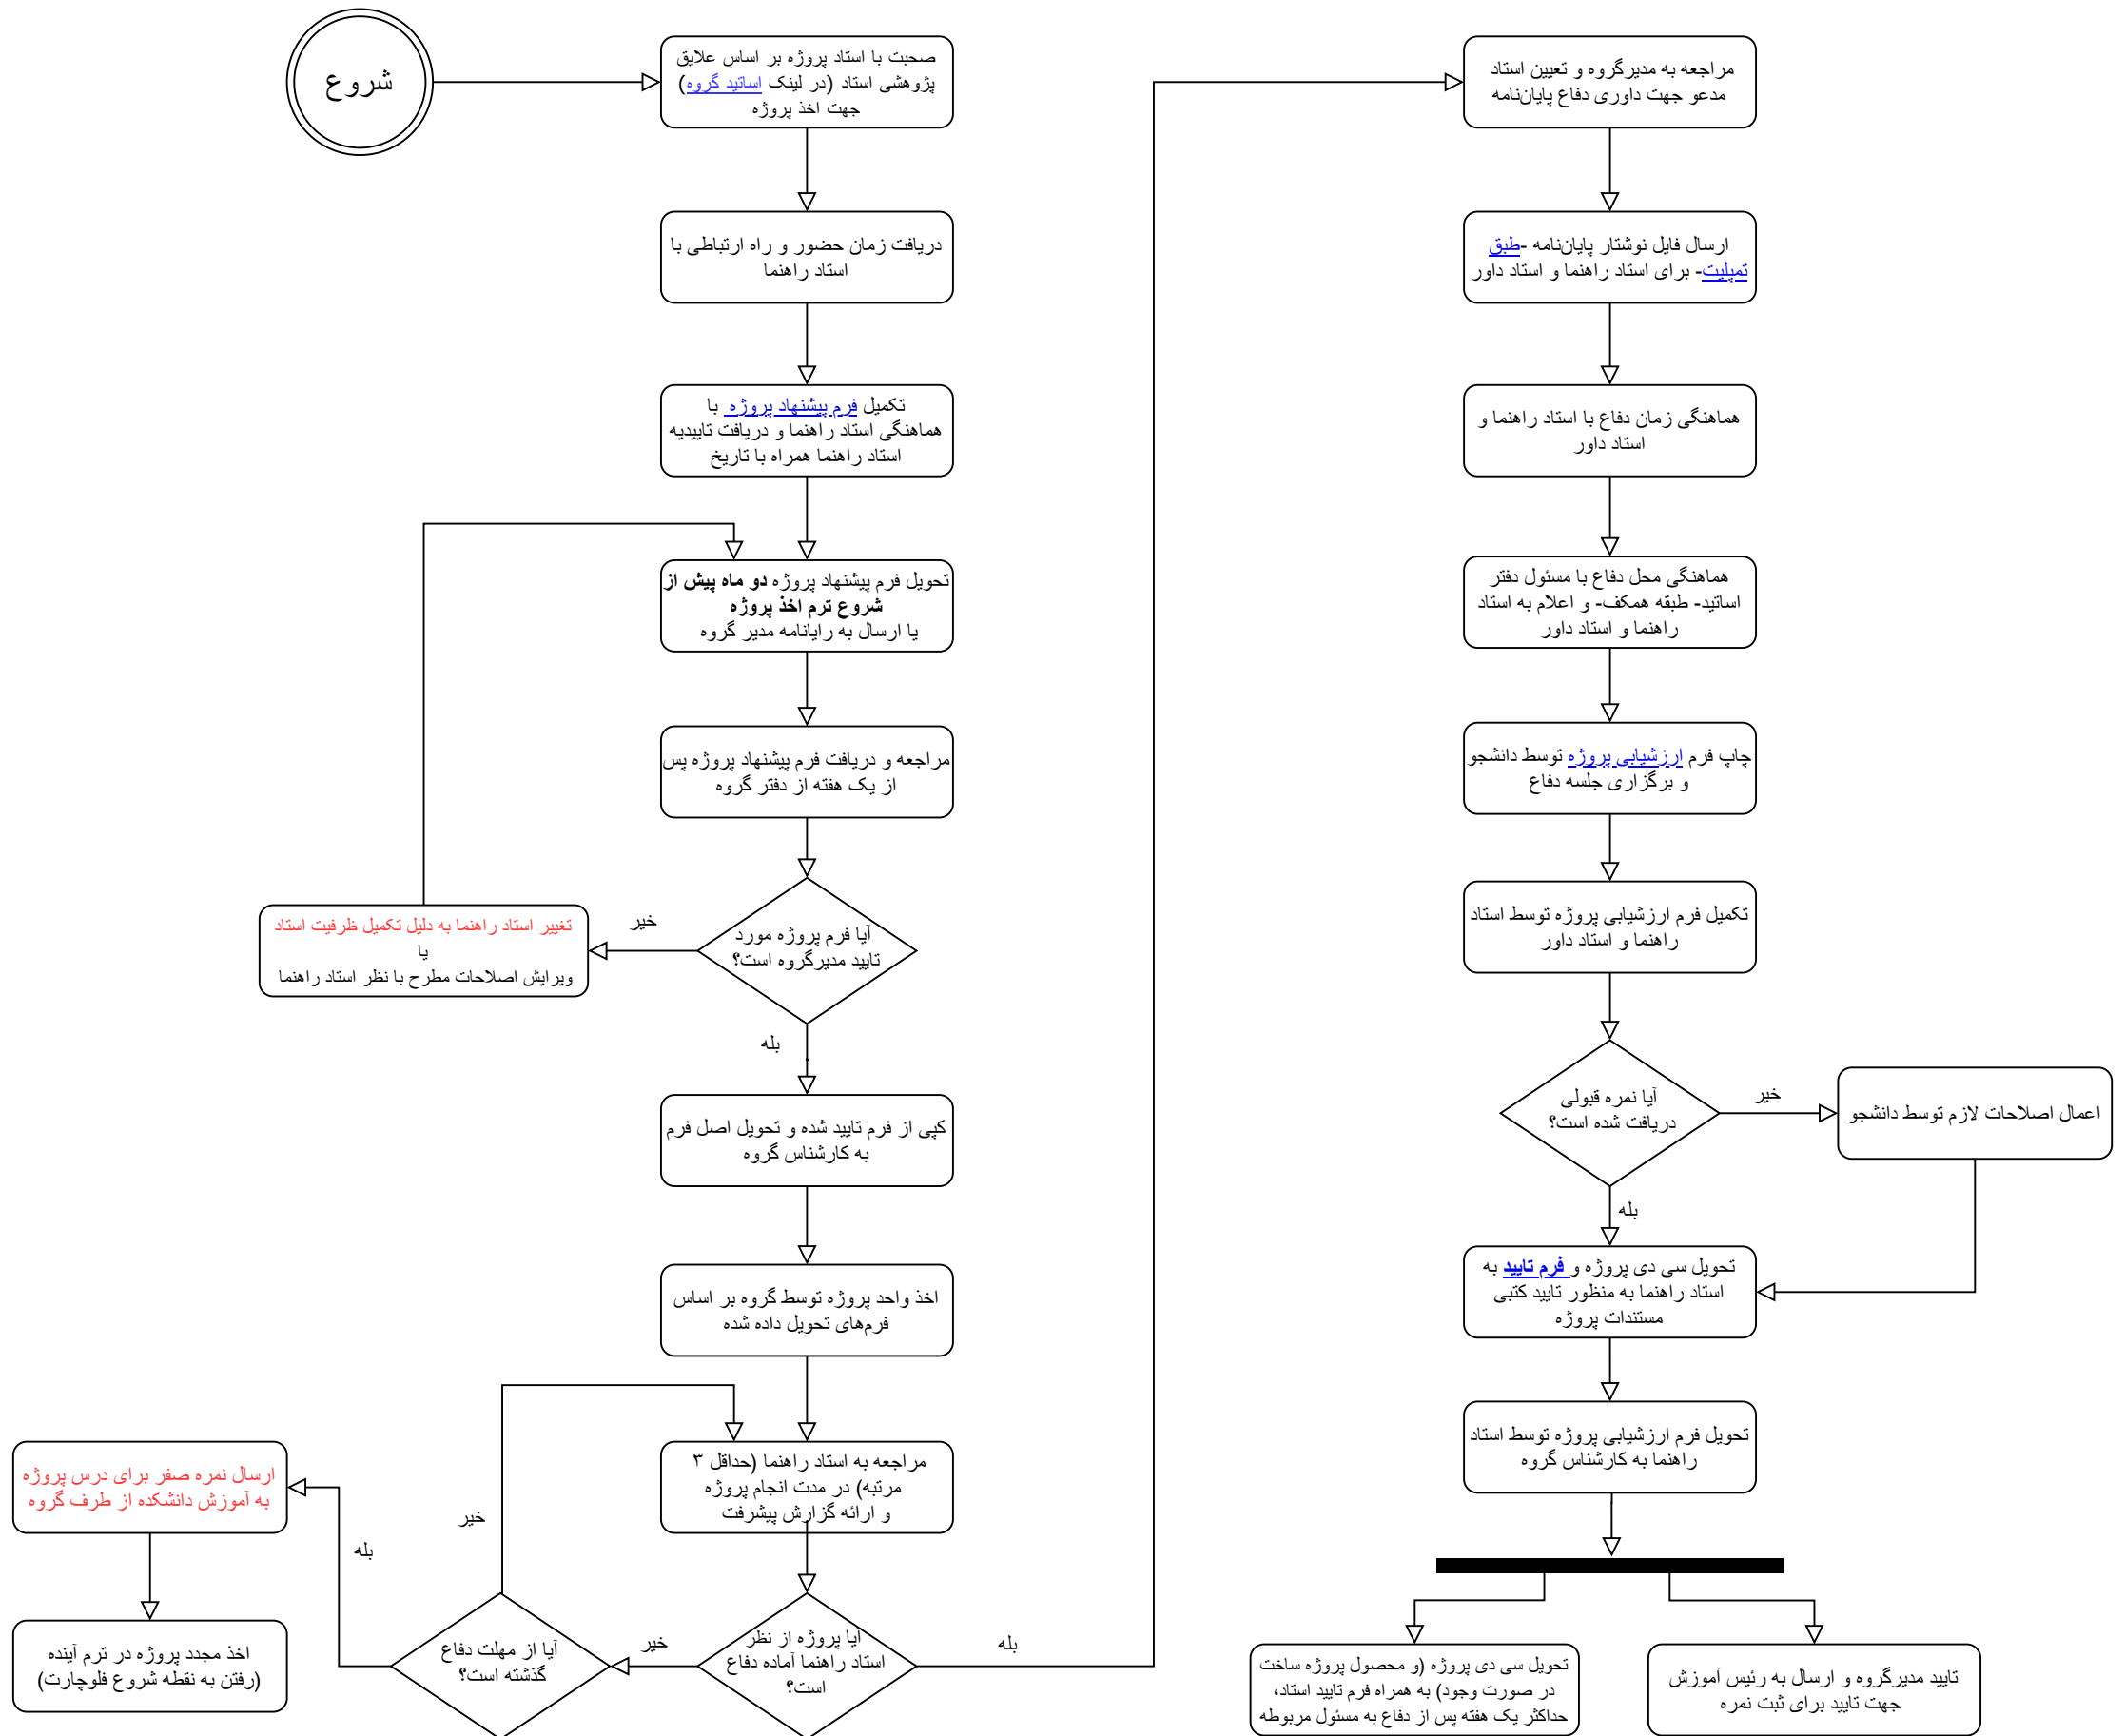 شروع
صحبت با استاد پروژه بر اساس علایق
پژوهشی استاد (در لینک اساتید گروه)
جهت اخذ پروژه
دریافت زمان حضور و راه ارتباطی با
استاد راهنما
تکمیل فرم پیشنهاد پروژه با
هماهنگی استاد راهنما و دریافت تاییدیه
استاد راهنما همراه با تاریخ
تحویل فرم پیشنهاد پروژه دو ماه پیش از
شروع ترم اخذ پروژه
یا ارسال به رایانامه مدیر گروه
مراجعه و دریافت فرم پیشنهاد پروژه پس
از یک هفته از دفتر گروه
آیا فرم پروژه مورد
تایید مدیرگروه است؟
خیر
تغییر استاد راهنما به دلیل تکمیل ظرفیت استاد
یا
ویرایش اصلاحات مطرح با نظر استاد راهنما
بله
کپی از فرم تایید شده و تحویل اصل فرم
به کارشناس گروه
اخذ واحد پروژه توسط گروه بر اساس
فرم‌های تحویل داده شده
مراجعه به استاد راهنما (حداقل ۳
مرتبه) در مدت انجام پروژه
و ارائه گزارش پیشرفت
ایا پروژه از نظر
استاد راهنما آماده دفاع
است؟
خیر
آیا از مهلت دفاع
گذشته است؟
خیر
بله
ارسال نمره صفر برای درس پروژه
به آموزش دانشکده از طرف گروه
اخذ مجدد پروژه در ترم آینده
(رفتن به نقطه شروع فلوچارت)
بله
مراجعه به مدیرگروه و تعیین استاد
مدعو جهت داوری دفاع پایان‌نامه
ارسال فایل نوشتار پایان‌نامه -طبق
تمپلیت- برای استاد راهنما و استاد داور
هماهنگی زمان دفاع با استاد راهنما و
استاد داور
هماهنگی محل دفاع با مسئول دفتر
اساتید- طبقه همکف- و اعلام به استاد
راهنما و استاد داور
چاپ فرم ارزشیابی پروژه توسط دانشجو
و برگزاری جلسه دفاع
تکمیل فرم ارزشیابی پروژه توسط استاد
راهنما و استاد داور
آیا نمره قبولی
دریافت شده است؟
خیر
اعمال اصلاحات لازم توسط دانشجو
بله
تحویل سی دی پروژه و فرم تایید به
استاد راهنما به منظور تایید کتبی
مستندات پروژه
تحویل فرم ارزشیابی پروژه توسط استاد
راهنما به کارشناس گروه
تایید مدیرگروه و ارسال به رئیس آموزش
جهت تایید برای ثبت نمره
تحویل سی دی پروژه (و محصول پروژه ساخت
در صورت وجود) به همراه فرم تایید استاد،
حداکثر یک هفته پس از دفاع به مسئول مربوطه